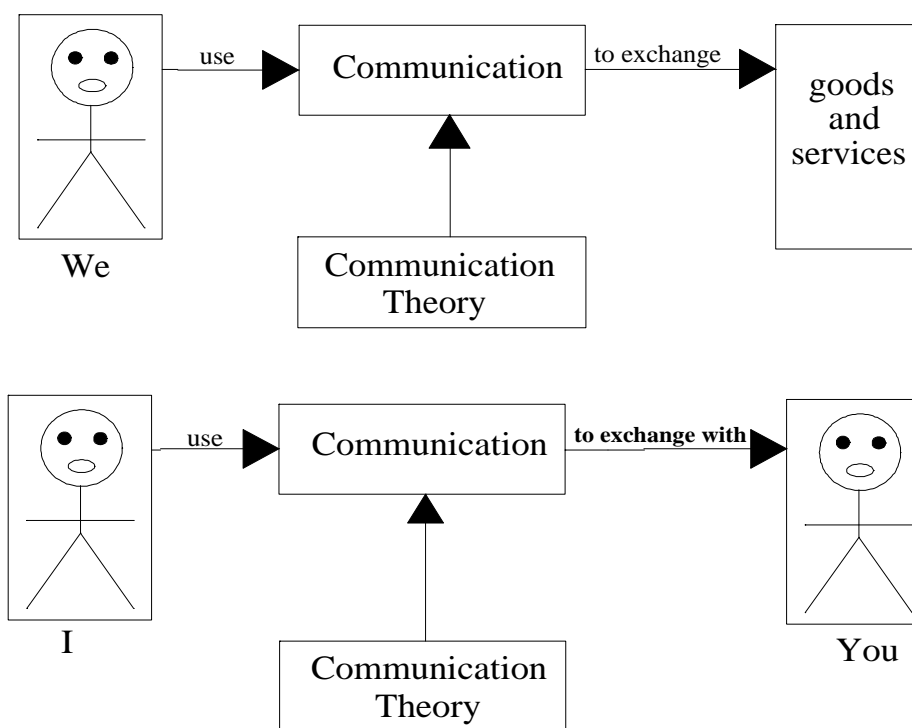 use
Communication
to exchange
goods
and
services
We
Communication
Theory
use
Communication
to exchange with
I
You
Communication
Theory